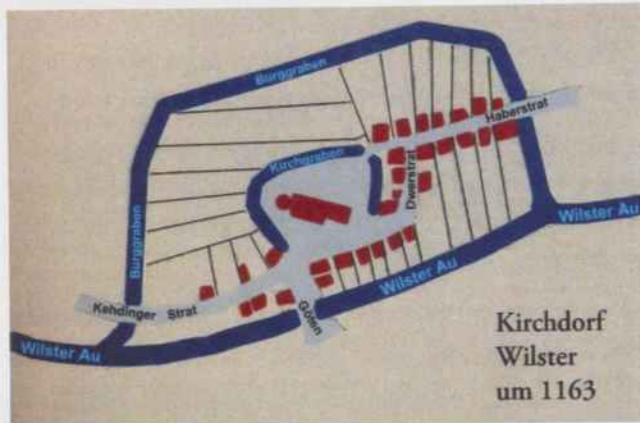 Burggraben
Haberstrat
Kirchgraben
Dwerstrat
Wilster Au
Burggraben
Wilster Au
Kehdinger Strat
Göten
Wilster Au
Kirchdorf
Wilster
um 1163